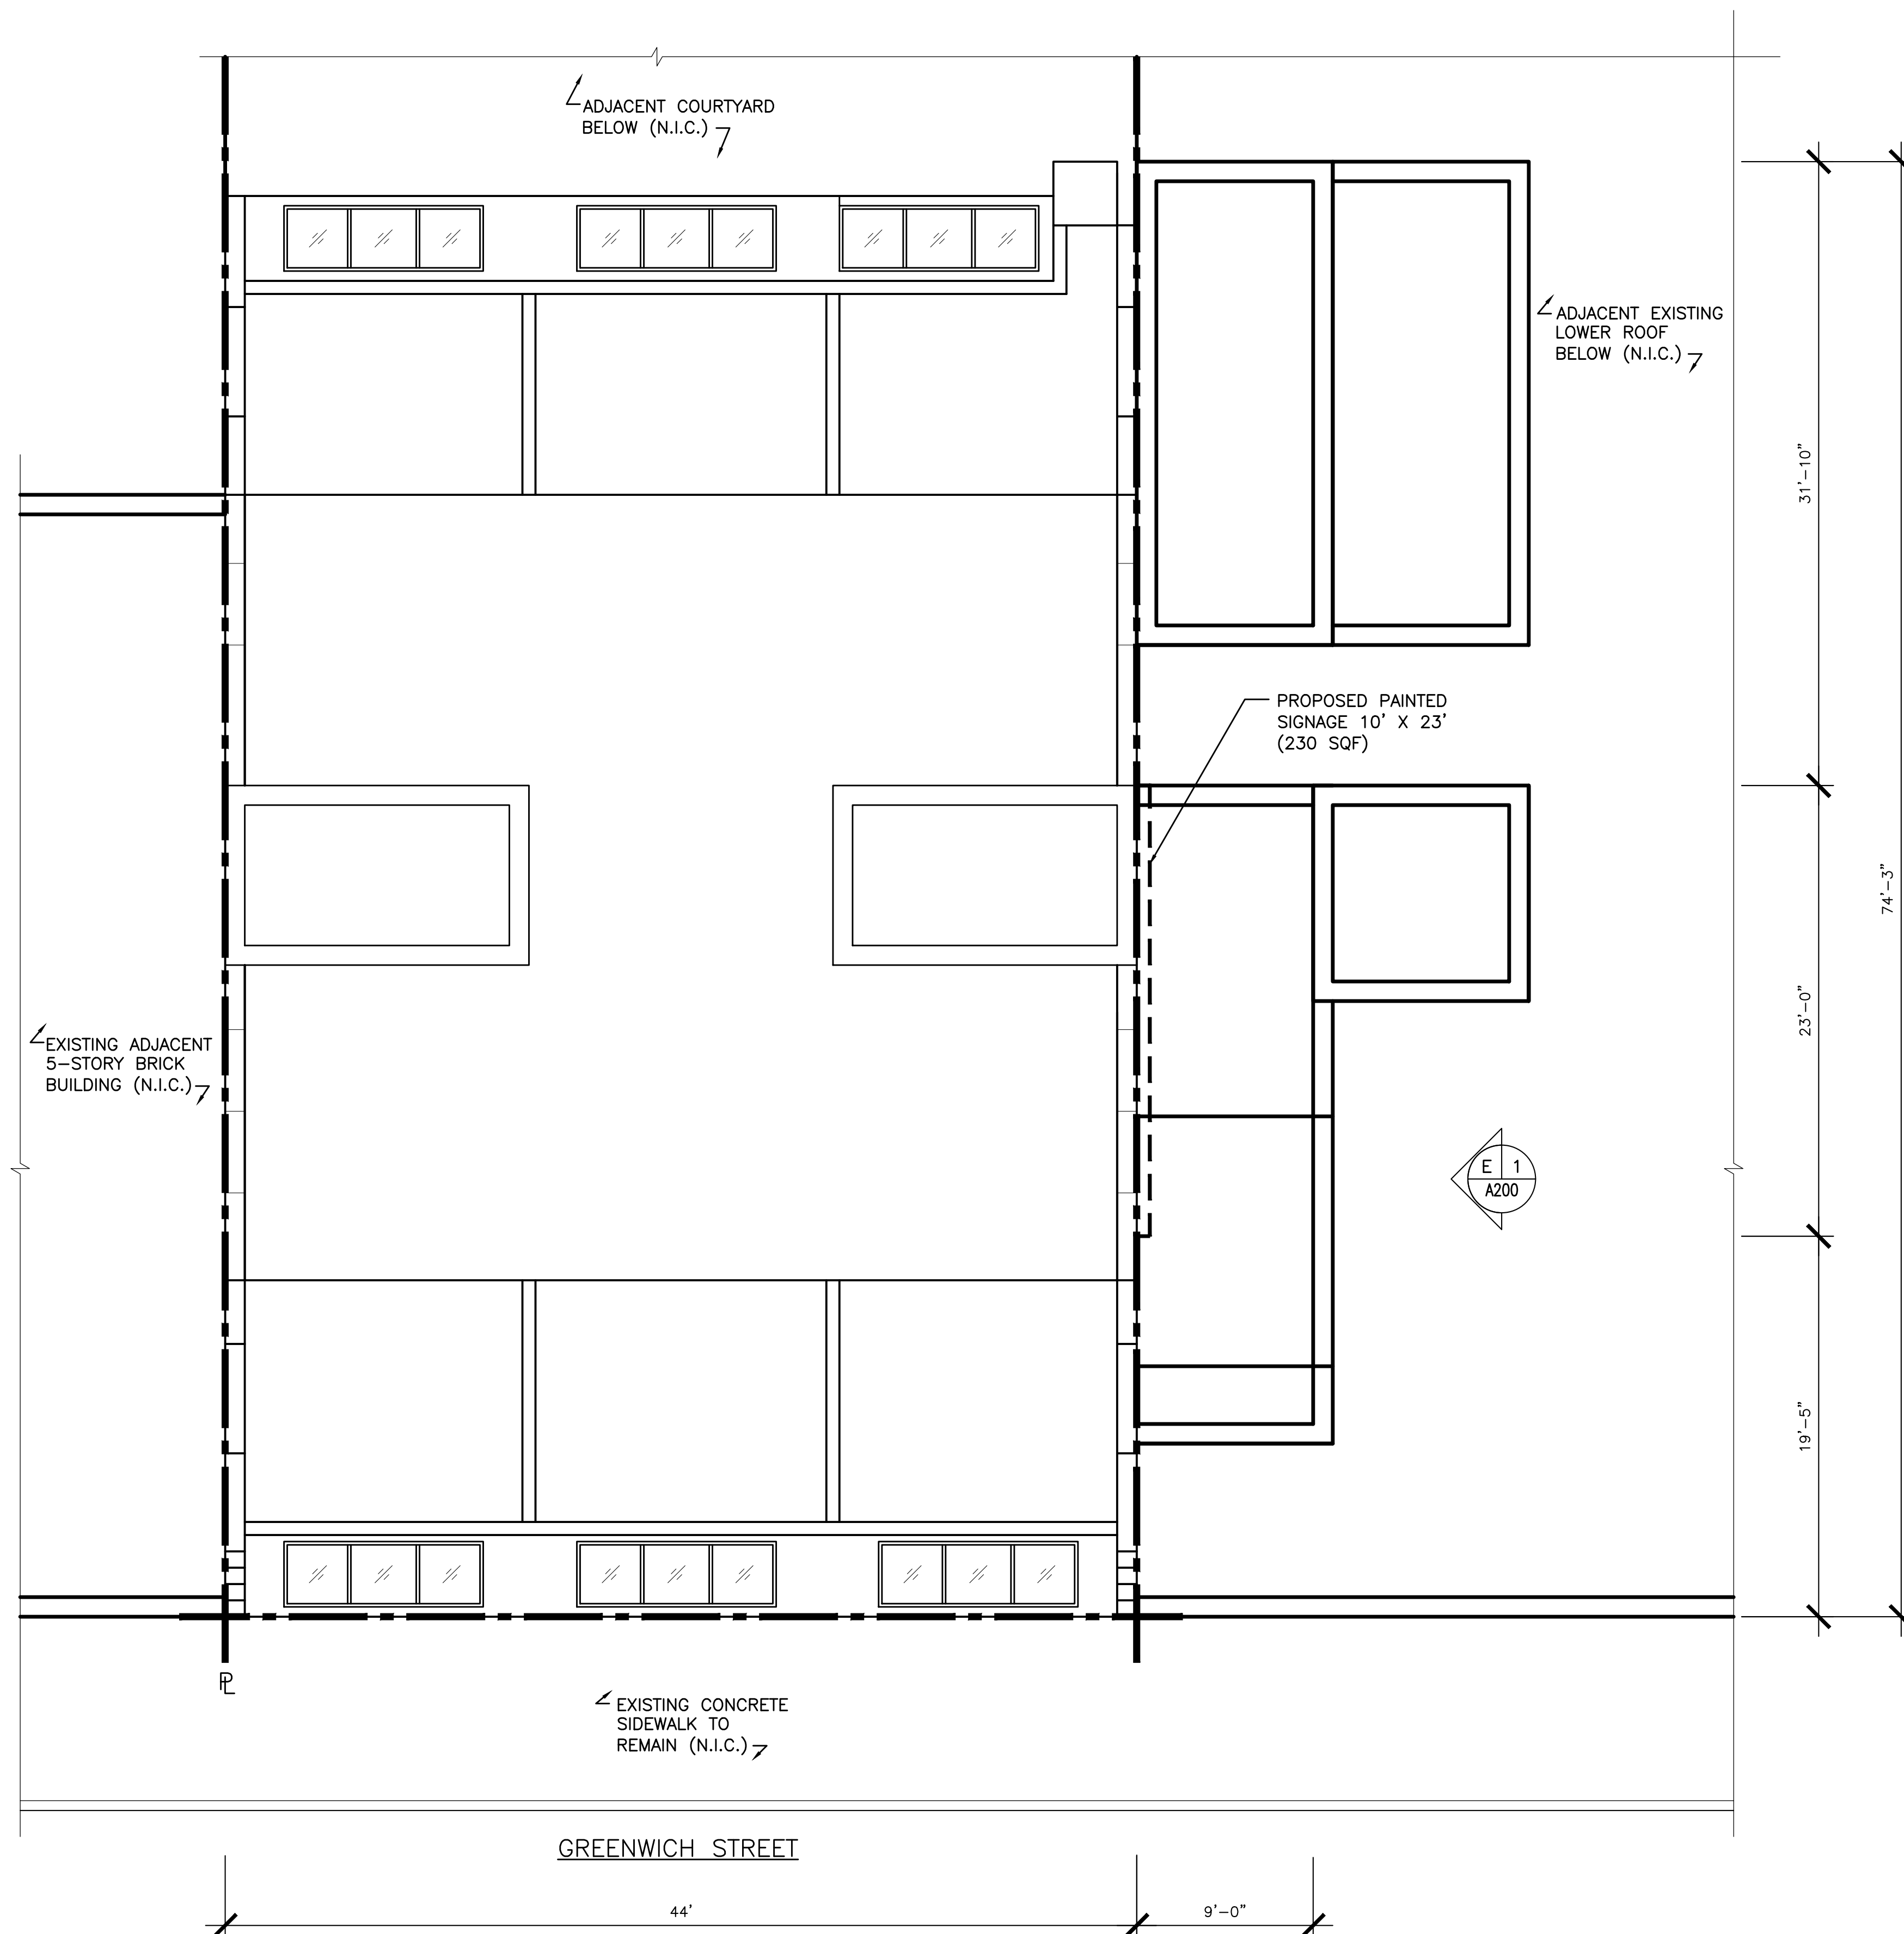 ADJACENT COURTYARD
BELOW (N.I.C.)
ADJACENT EXISTING
LOWER ROOF
BELOW (N.I.C.)
31'-10"
PROPOSED PAINTED
SIGNAGE 10' X 23'
(230 SQF)
74'-3"
23'-0"
EXISTING ADJACENT
5-STORY BRICK
BUILDING (N.I.C.)
E 1
A200
19'-5"
PL
EXISTING CONCRETE
SIDEWALK TO
REMAIN (N.I.C.)
GREENWICH STREET
44'
9'-0"